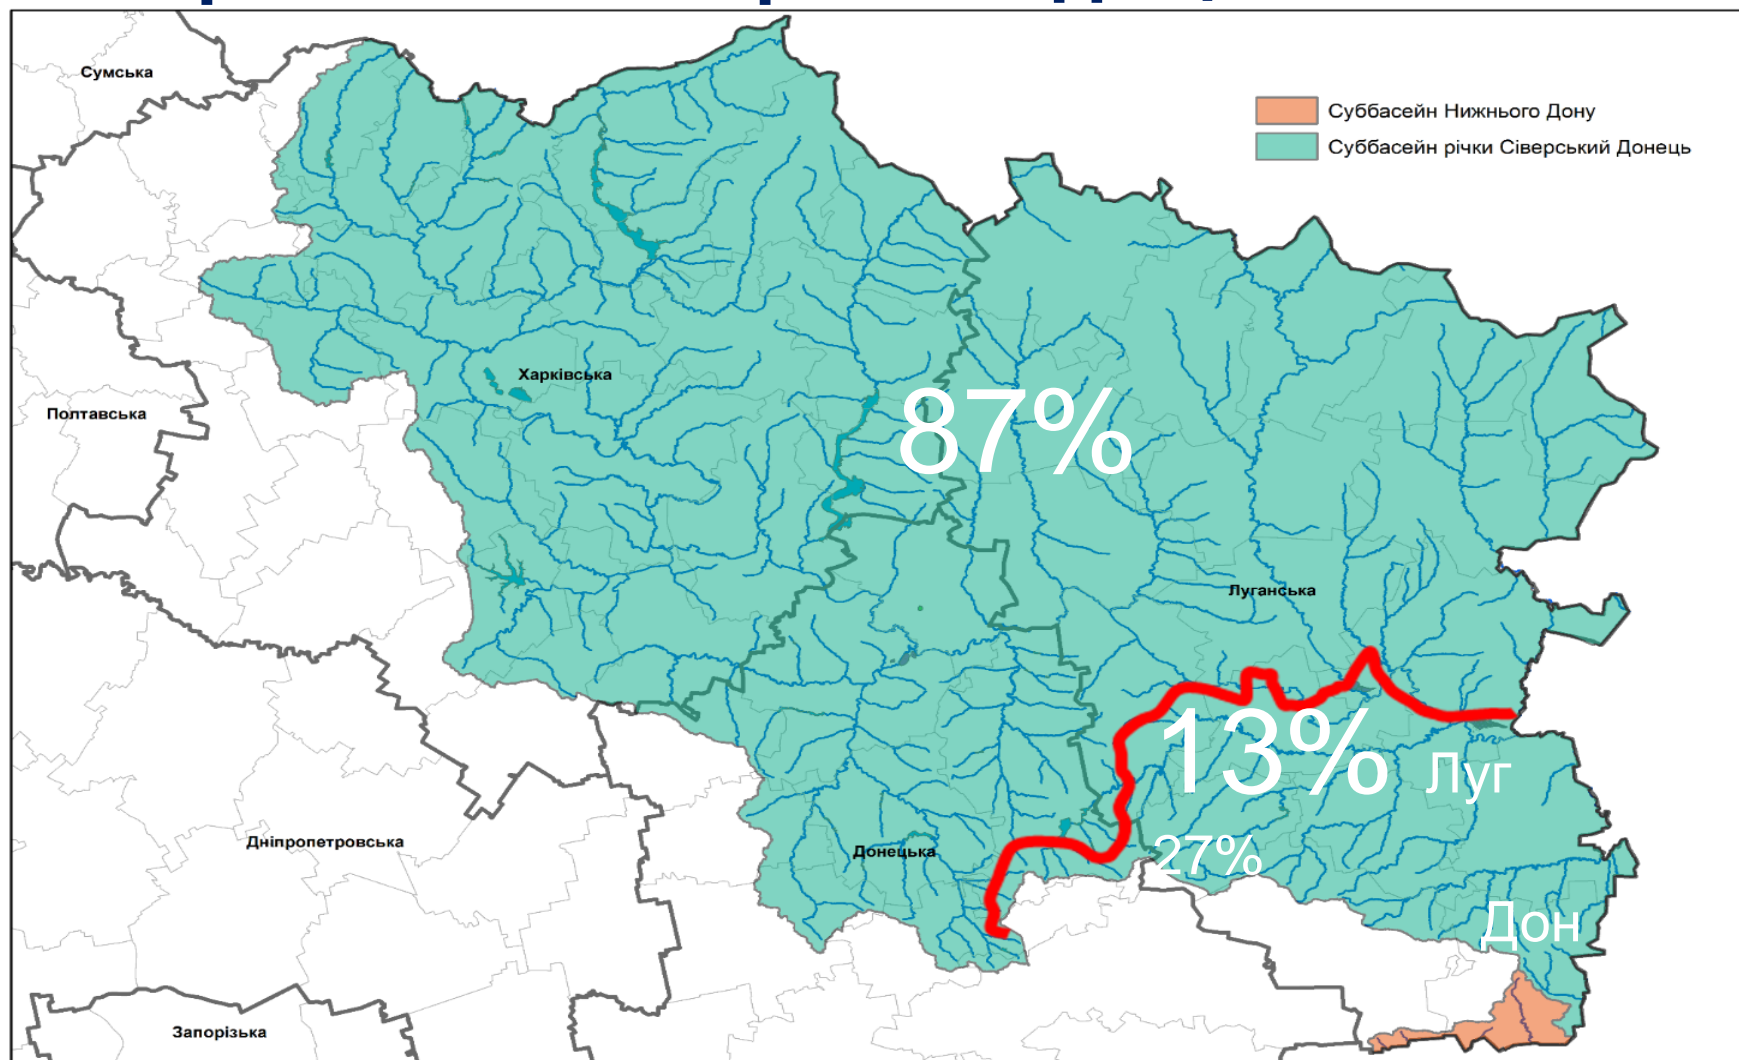 Сумська
Суббасейн Нижнього Дону
Суббасейн річки Сіверський Донець
Харківська
Полтавська
87%
Луганська
13%
Луг
Дніпропетровська
Донецька
27%
Дон
Запорізька